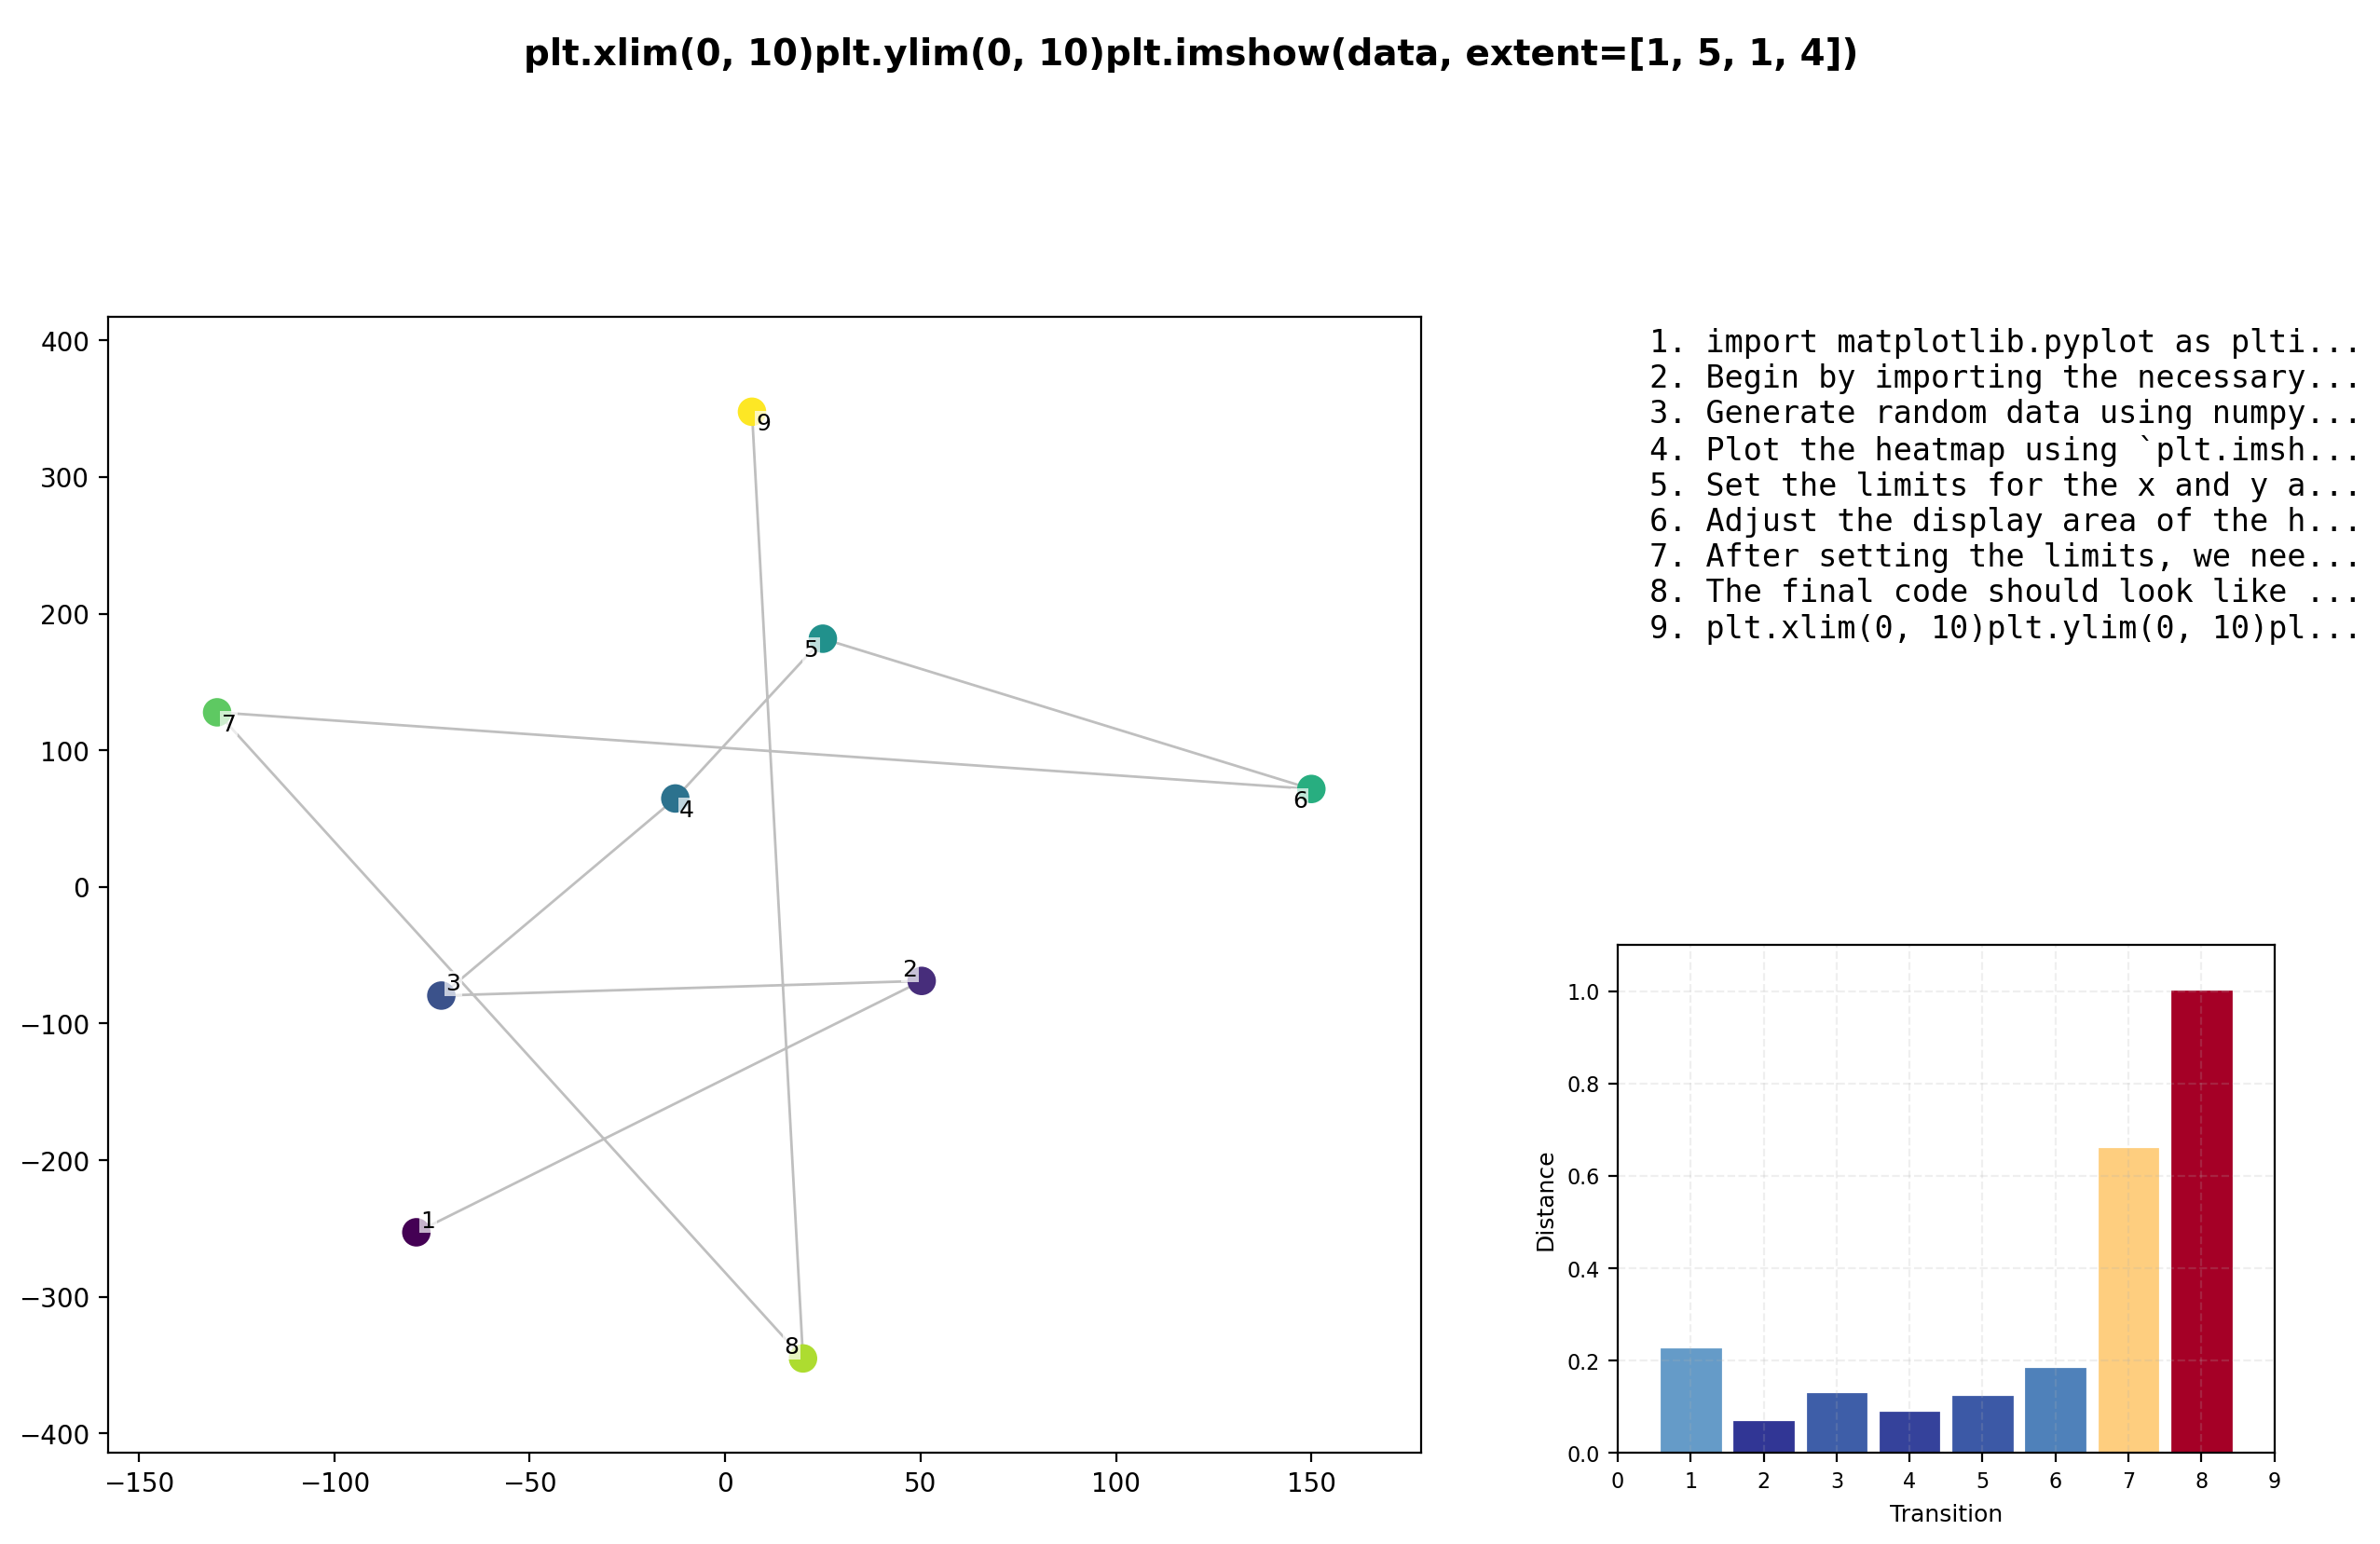 plt.xlim(0, 10)plt.ylim(0, 10)plt.imshow(data, extent=[1, 5, 1, 4])
400
300
200
100
0
−100
−200
−300
−400
−150
−100
−50
0
50
100
150
9
5
7
4
6
3
2
1
8
1. import matplotlib.pyplot as plti...
2. Begin by importing the necessary...
3. Generate random data using numpy...
4. Plot the heatmap using `plt.imsh...
5. Set the limits for the x and y a...
6. Adjust the display area of the h...
7. After setting the limits, we nee...
8. The final code should look like ...
9. plt.xlim(0, 10)plt.ylim(0, 10)pl...
Distance
1.0
0.8
0.6
0.4
0.2
0.0
0 1 2 3 4 5 6 7 8 9
Transition